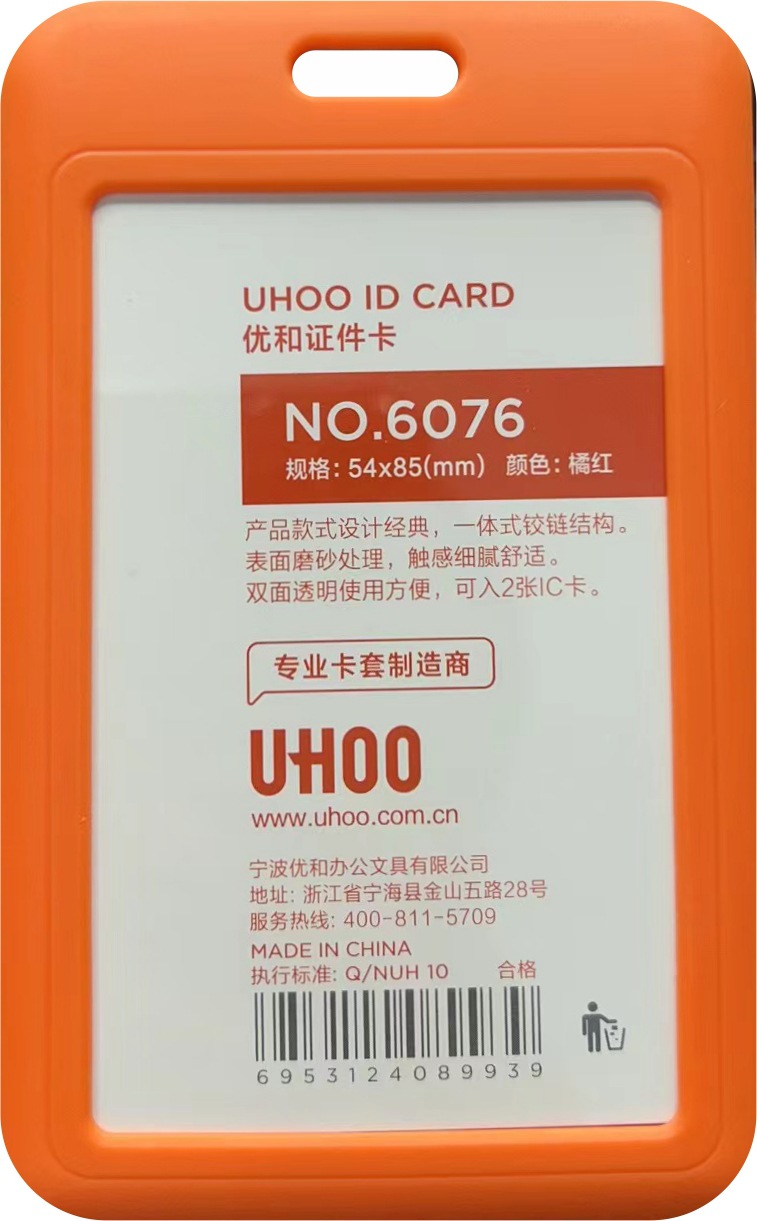 UHOO ID CARD
优和证件卡
NO.6076
规格: 54x85(mm) 颜色: 橘红
产品款式设计经典，一体式铰链结构。
表面磨砂处理，触感细腻舒适。
双面透明使用方便，可入2张IC卡。
专业卡套制造商
UHOO
www.uhoo.com.cn
宁波优和办公文具有限公司
地址: 浙江省宁海县金山五路28号
服务热线: 400-811-5709
MADE IN CHINA
执行标准: Q/NUH 10 合格
6953124089939